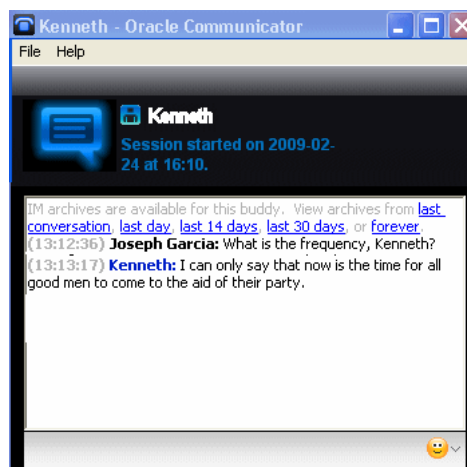 Kenneth - Oracle Communicator
File Help
Kenneth
Session started on 2009-02-
24 at 16:10.
IM archives are available for this buddy. View archives from last
conversation, last day, last 14 days, last 30 days, or forever.
(13:12:36) Joseph Garcia: What is the frequency, Kenneth?
(13:13:17) Kenneth: I can only say that now is the time for all
good men to come to the aid of their party.